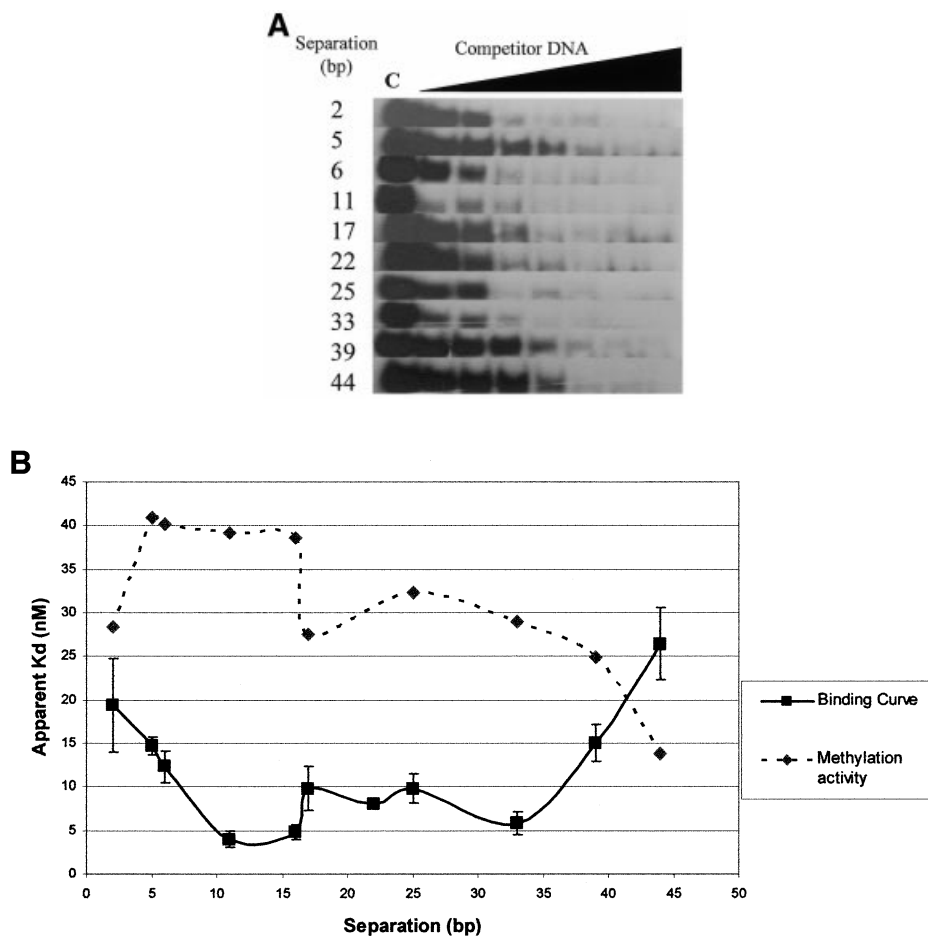 A
Separation
(bp)
Competitor DNA
C
2
5
6
11
17
22
25
33
39
44
B
45
40
35
30
25
20
15
10
5
0
Apparent Kd (nM)
0 5 10 15 20 25 30 35 40 45 50
Separation (bp)
Binding Curve
Methylation
activity